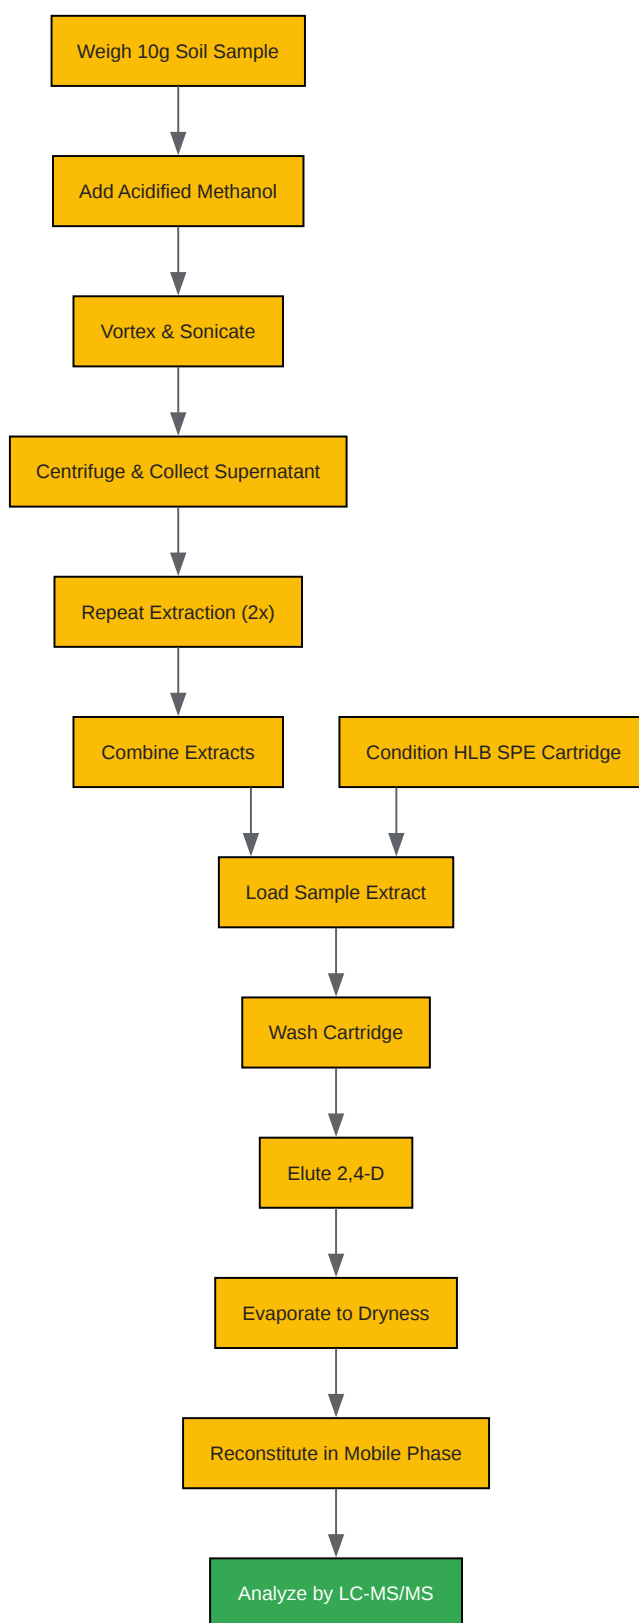 Weigh 10g Soil Sample
Add Acidified Methanol
Vortex & Sonicate
Centrifuge & Collect Supernatant
Repeat Extraction (2x)
Combine Extracts
Condition HLB SPE Cartridge
Load Sample Extract
Wash Cartridge
Elute 2,4-D
Evaporate to Dryness
Reconstitute in Mobile Phase
Analyze by LC-MS/MS